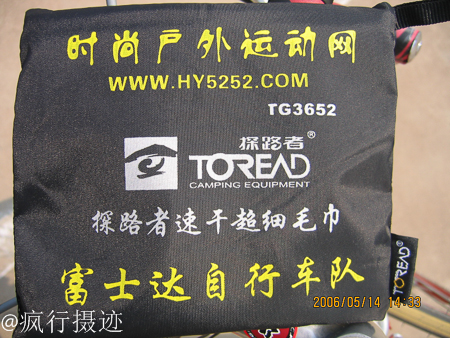 时尚户外运动网
WWW.HY5252.COM
TG3652
探路者®
TOREAD
CAMPING EQUIPMENT
探路者速干超细毛巾
富士达自行车队
TOREAD®
2006/05/14 14:33
@疯行摄迹